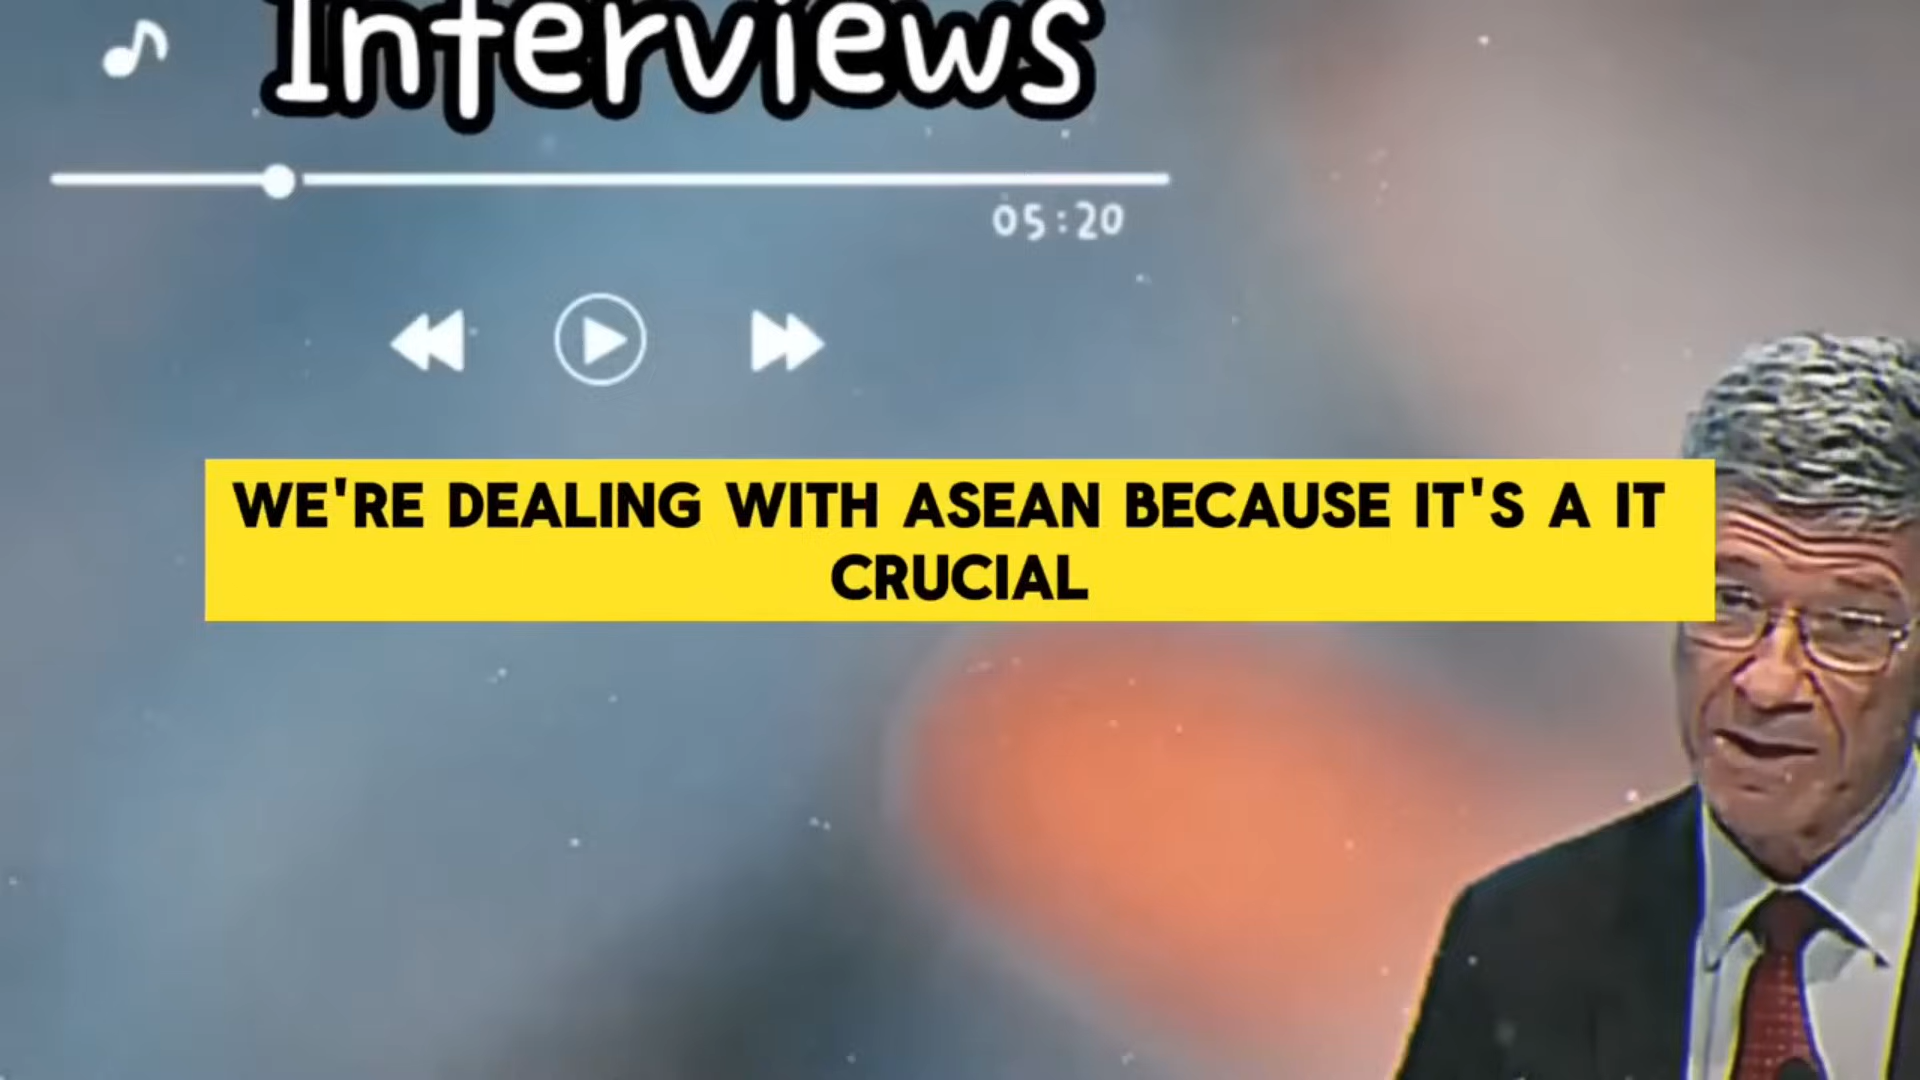 Interviews
05:20
WE'RE DEALING WITH ASEAN BECAUSE IT'S A IT
CRUCIAL